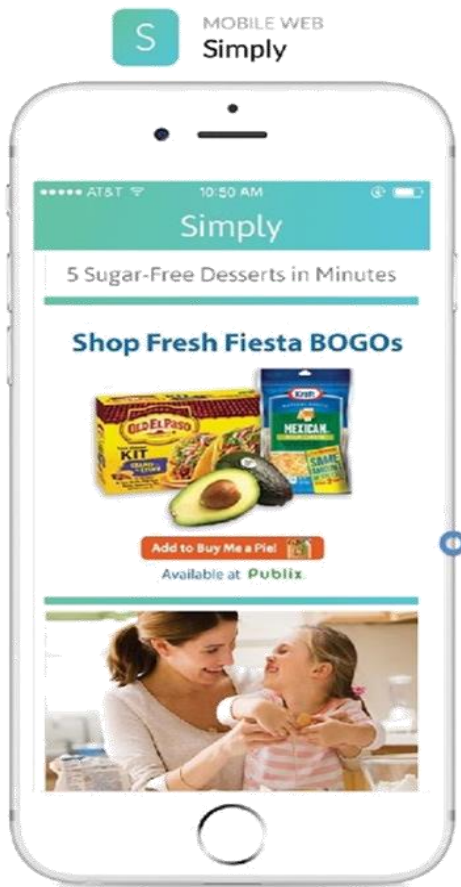 S
MOBILE WEB
Simply
AT&T 10:50 AM
Simply
5 Sugar-Free Desserts in Minutes
Shop Fresh Fiesta BOGOs
OLD EL PASO
KIT
Kraft
MEXICAN
SAME
Add to Buy Me a Pie!
Available at Publix.